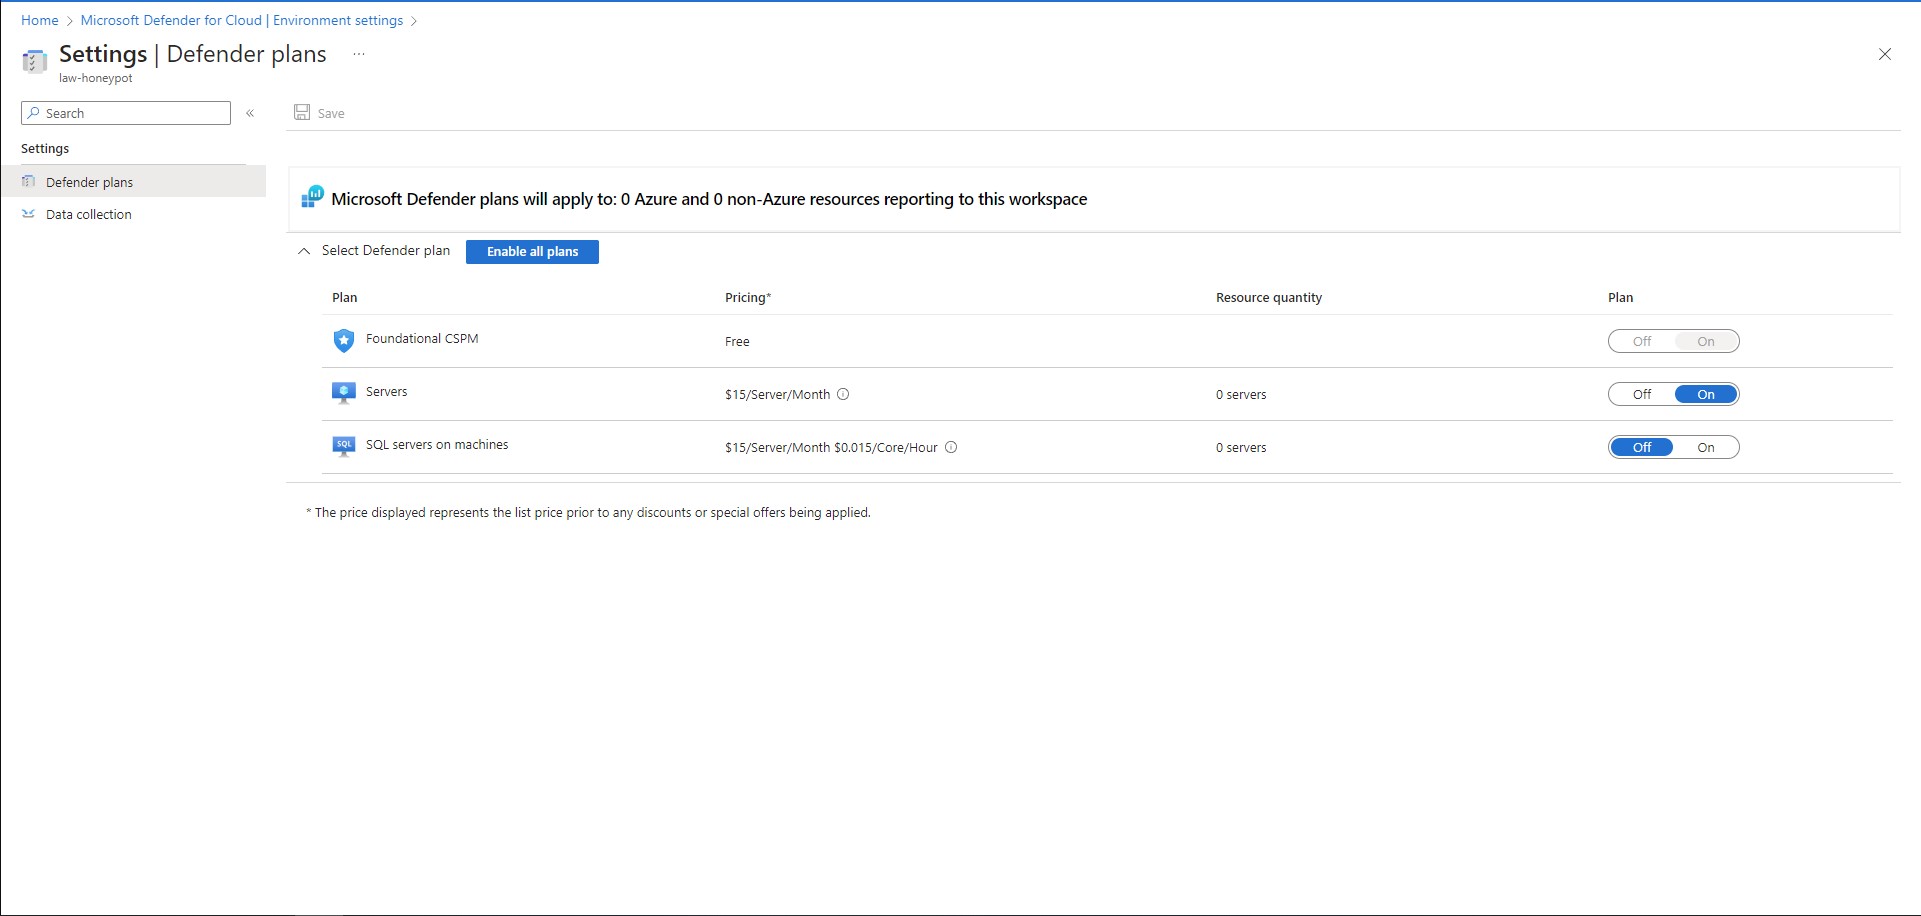 Home > Microsoft Defender for Cloud | Environment settings >
Settings | Defender plans ...
law-honeypot
Search «
Save
Settings
Defender plans
Data collection
Microsoft Defender plans will apply to: 0 Azure and 0 non-Azure resources reporting to this workspace
Select Defender plan Enable all plans
Plan Pricing* Resource quantity Plan
Foundational CSPM Free Off On
Servers $15/Server/Month 0 servers Off On
SQL SQL servers on machines $15/Server/Month $0.015/Core/Hour 0 servers Off On
* The price displayed represents the list price prior to any discounts or special offers being applied.